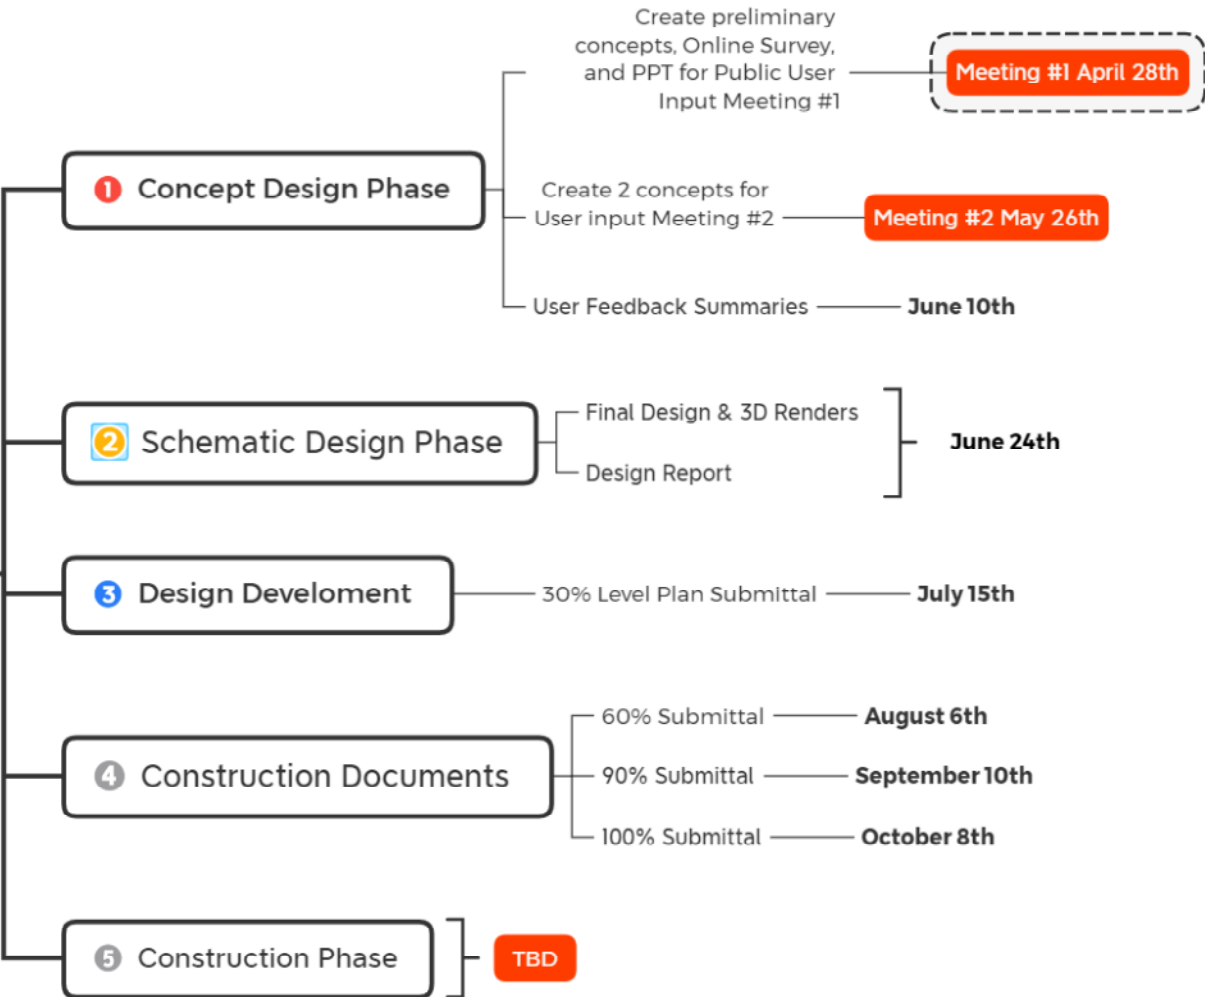 Create preliminary
concepts, Online Survey,
and PPT for Public User
Input Meeting #1
Meeting #1 April 28th
1 Concept Design Phase
Create 2 concepts for
User input Meeting #2
Meeting #2 May 26th
User Feedback Summaries
June 10th
2 Schematic Design Phase
Final Design & 3D Renders
Design Report
June 24th
3 Design Develoment
30% Level Plan Submittal
July 15th
4 Construction Documents
60% Submittal
August 6th
90% Submittal
September 10th
100% Submittal
October 8th
5 Construction Phase
TBD